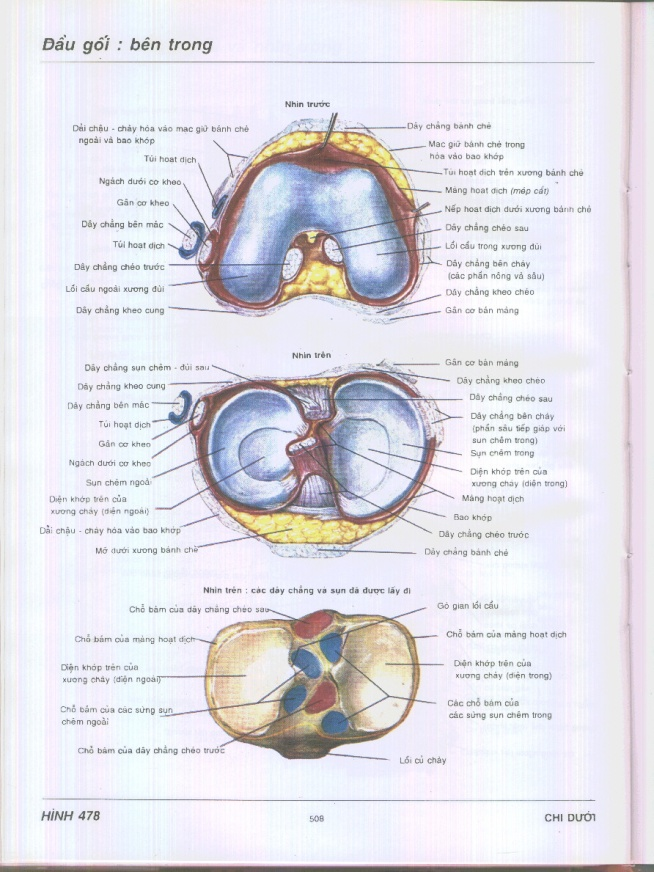 Đầu gối : bên trong
Nhìn trước
Dải chậu - chày hòa vào mạc giữ bánh chè
ngoài và bao khớp
Túi hoạt dịch
Ngách dưới cơ kheo
Gân cơ kheo
Dây chằng bên mác
Túi hoạt dịch
Dây chằng chéo trước
Lồi cầu ngoài xương đùi
Dây chằng kheo cung
Dây chằng bánh chè
Mạc giữ bánh chè trong
hòa vào bao khớp
Túi hoạt dịch trên xương bánh chè
Màng hoạt dịch (mép cắt)
Nếp hoạt dịch dưới xương bánh chè
Dây chằng chéo sau
Lồi cầu trong xương đùi
Dây chằng bên chày
(các phần nông và sâu)
Dây chằng kheo chéo
Gân cơ bán màng
Nhìn trên
Dây chằng sụn chêm - đùi sau
Dây chằng kheo cung
Dây chằng bên mác
Túi hoạt dịch
Gân cơ kheo
Ngách dưới cơ kheo
Sụn chêm ngoài
Diện khớp trên của
xương chày (diện ngoài)
Dải chậu - chày hòa vào bao khớp
Mỡ dưới xương bánh chè
Gân cơ bán màng
Dây chằng kheo chéo
Dây chằng chéo sau
Dây chằng bên chày
(phần sâu tiếp giáp với
sụn chêm trong)
Sụn chêm trong
Diện khớp trên của
xương chày (diện trong)
Màng hoạt dịch
Bao khớp
Dây chằng chéo trước
Dây chằng bánh chè
Nhìn trên : các dây chằng và sụn đã được lấy đi
Chỗ bám của dây chằng chéo sau
Chỗ bám của màng hoạt dịch
Diện khớp trên của
xương chày (diện ngoài)
Chỗ bám của các sừng sụn
chêm ngoài
Chỗ bám của dây chằng chéo trước
Gò gian lồi cầu
Chỗ bám của màng hoạt dịch
Diện khớp trên của
xương chày (diện trong)
Các chỗ bám của
các sừng sụn chêm trong
Lồi củ chày
HÌNH 478
508
CHI DƯỚI